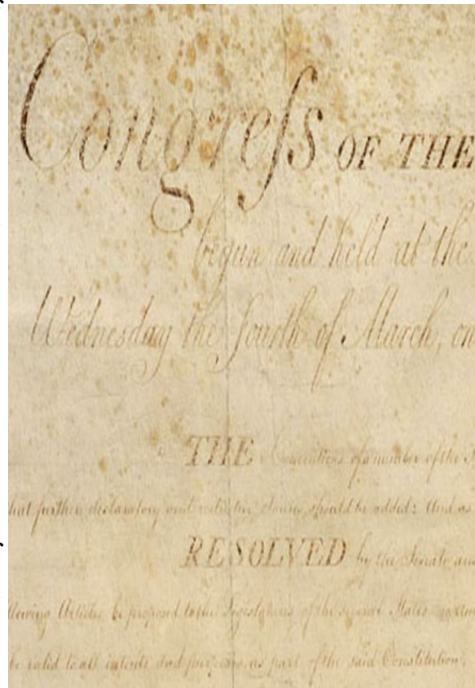 Congreſs OF THE
begun and held at the
Wednesday the fourth of March, on
THE Conventions of a number of the S
hat further declaratory and restrictive clauses should be added: And as
RESOLVED by the Senate and
llowing Articles be proposed to the Legislatures of the several States
be valid to all intents and purposes, as part of the said Constitution